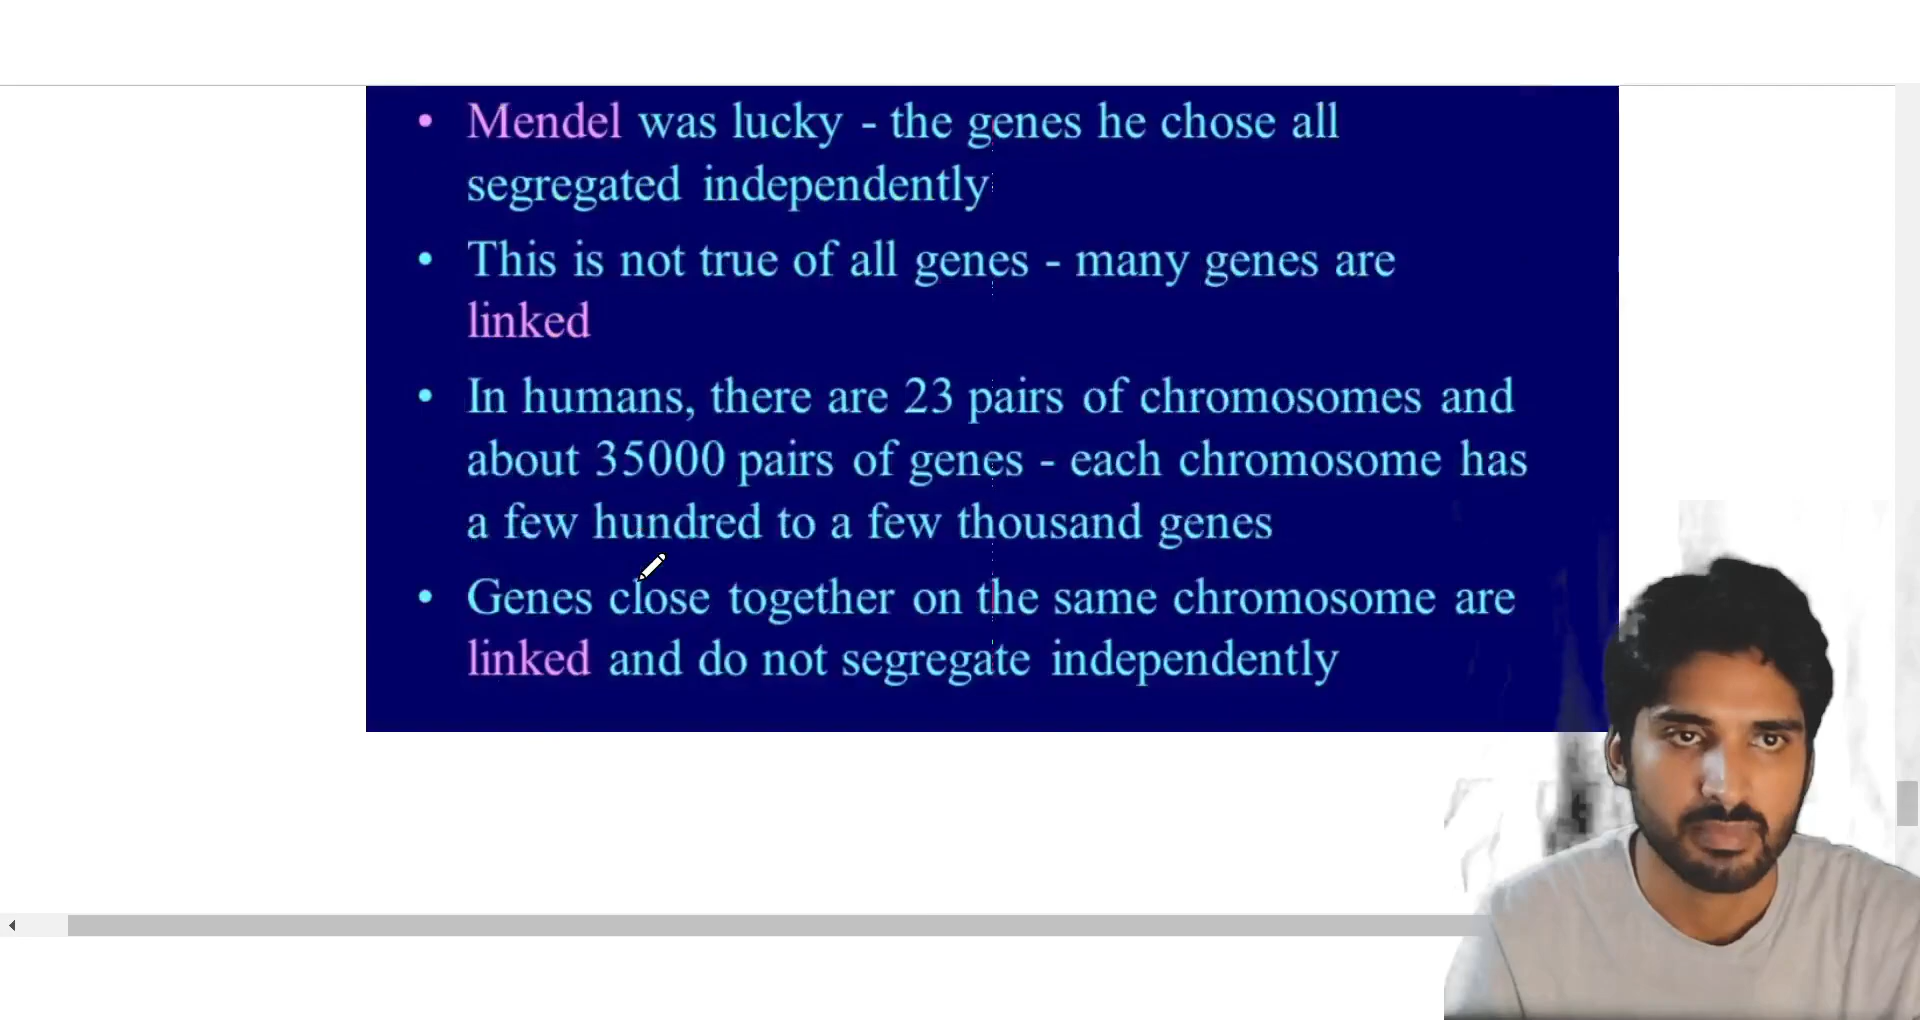 • Mendel was lucky - the genes he chose all
segregated independently
• This is not true of all genes - many genes are
linked
• In humans, there are 23 pairs of chromosomes and
about 35000 pairs of genes - each chromosome has
a few hundred to a few thousand genes
• Genes close together on the same chromosome are
linked and do not segregate independently